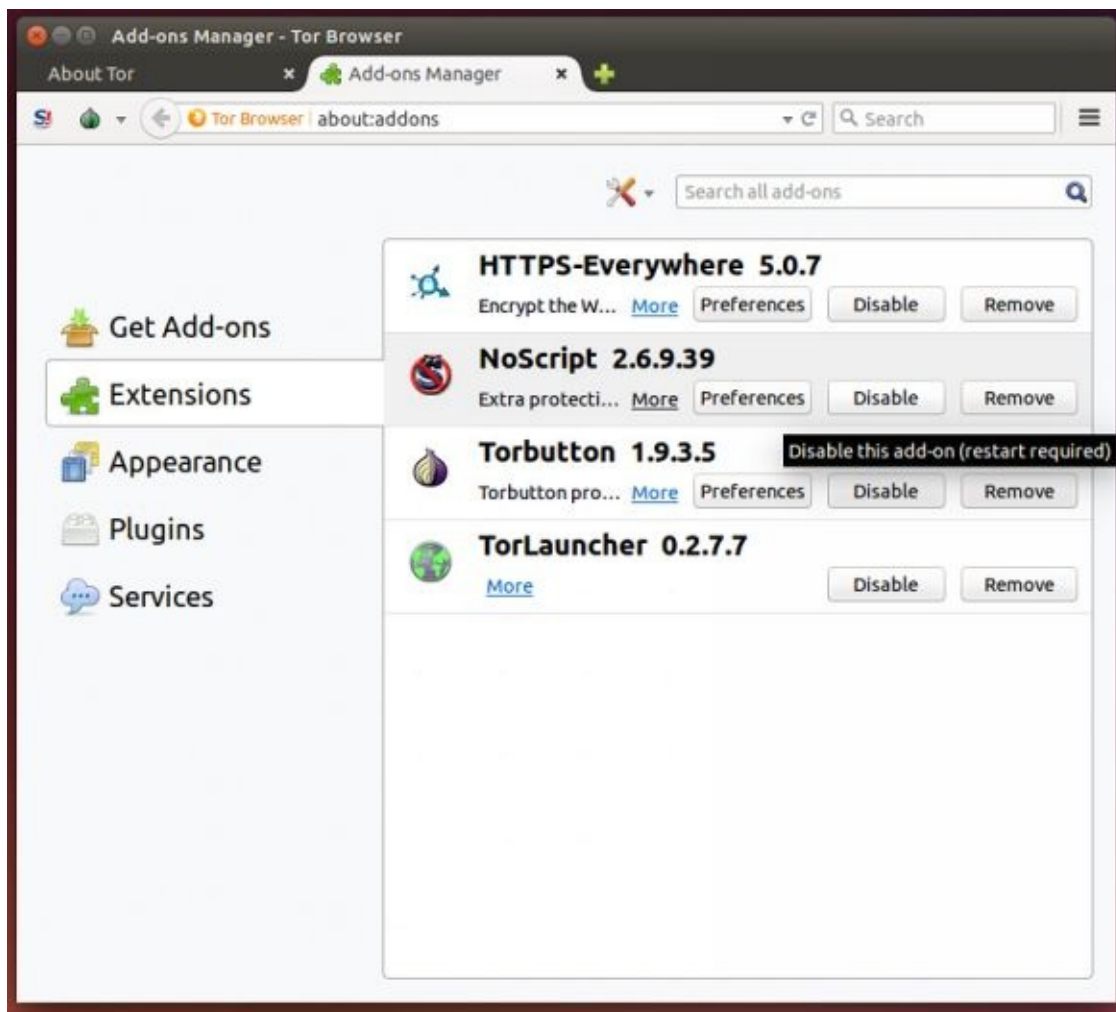 Add-ons Manager - Tor Browser
About Tor
Add-ons Manager
Tor Browser about:addons
Search
Search all add-ons
Get Add-ons
Extensions
Appearance
Plugins
Services
HTTPS-Everywhere 5.0.7
Encrypt the W... More Preferences Disable Remove
NoScript 2.6.9.39
Extra protecti... More Preferences Disable Remove
Disable this add-on (restart required)
Torbutton 1.9.3.5
Torbutton pro... More Preferences Disable Remove
TorLauncher 0.2.7.7
More Disable Remove